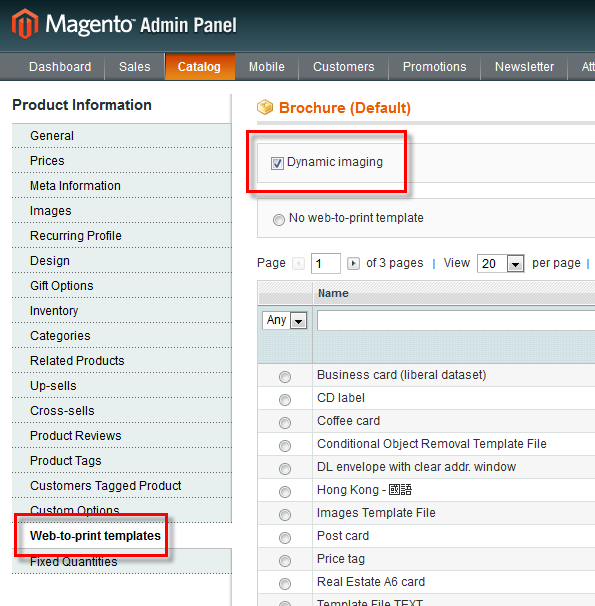 Magento™ Admin Panel
Dashboard Sales Catalog Mobile Customers Promotions Newsletter Att
Product Information
General
Prices
Meta Information
Images
Recurring Profile
Design
Gift Options
Inventory
Categories
Related Products
Up-sells
Cross-sells
Product Reviews
Product Tags
Customers Tagged Product
Custom Options
Web-to-print templates
Fixed Quantities
Brochure (Default)
Dynamic imaging
No web-to-print template
Page 1 of 3 pages | View 20 per page |
Name
Any
Business card (liberal dataset)
CD label
Coffee card
Conditional Object Removal Template File
DL envelope with clear addr. window
Hong Kong - 國語
Images Template File
Post card
Price tag
Real Estate A6 card
Template File TEXT